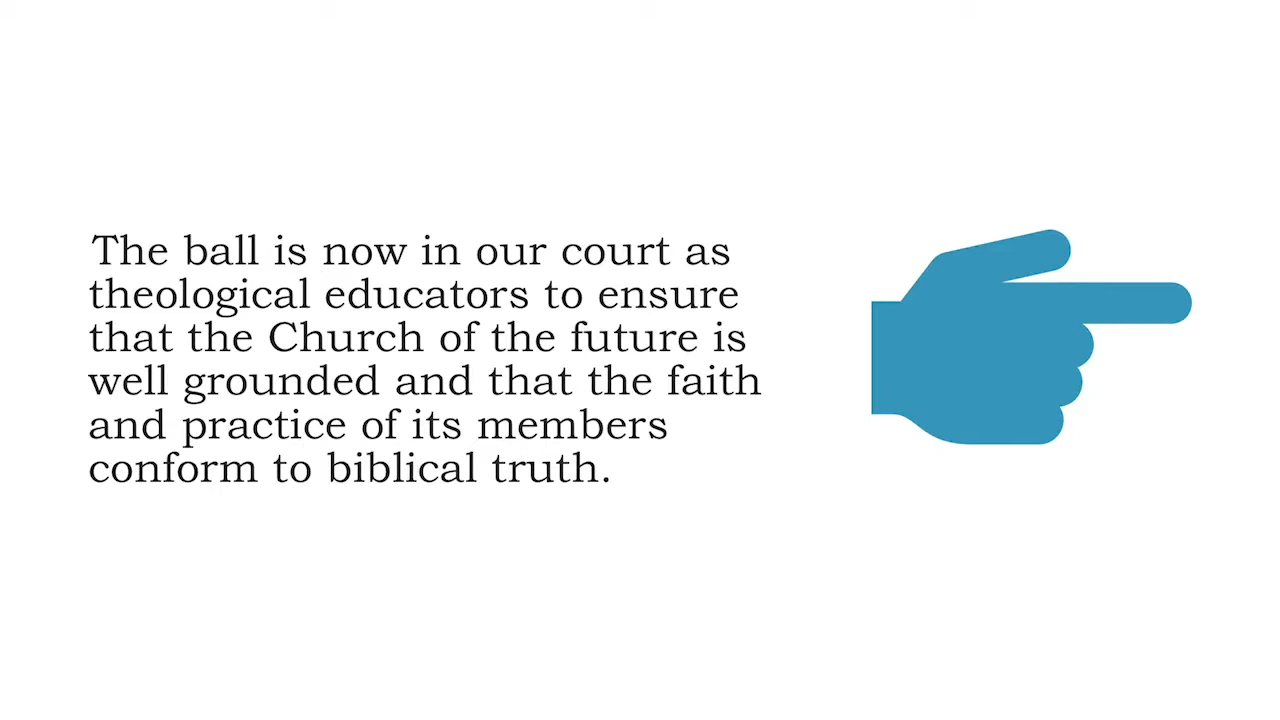 The ball is now in our court as
theological educators to ensure
that the Church of the future is
well grounded and that the faith
and practice of its members
conform to biblical truth.